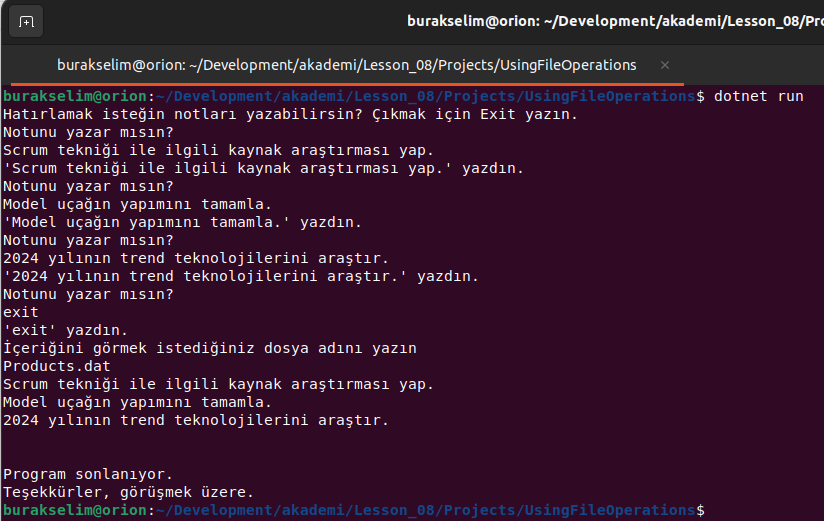 burakselim@orion: ~/Development/akademi/Lesson_08/Pro
burakselim@orion: ~/Development/akademi/Lesson_08/Projects/UsingFileOperations
burakselim@orion:~/Development/akademi/Lesson_08/Projects/UsingFileOperations$ dotnet run
Hatırlamak isteğin notları yazabilirsin? Çıkmak için Exit yazın.
Notunu yazar mısın?
Scrum tekniği ile ilgili kaynak araştırması yap.
'Scrum tekniği ile ilgili kaynak araştırması yap.' yazdın.
Notunu yazar mısın?
Model uçağın yapımını tamamla.
'Model uçağın yapımını tamamla.' yazdın.
Notunu yazar mısın?
2024 yılının trend teknolojilerini araştır.
'2024 yılının trend teknolojilerini araştır.' yazdın.
Notunu yazar mısın?
exit
'exit' yazdın.
İçeriğini görmek istediğiniz dosya adını yazın
Products.dat
Scrum tekniği ile ilgili kaynak araştırması yap.
Model uçağın yapımını tamamla.
2024 yılının trend teknolojilerini araştır.
Program sonlanıyor.
Teşekkürler, görüşmek üzere.
burakselim@orion:~/Development/akademi/Lesson_08/Projects/UsingFileOperations$